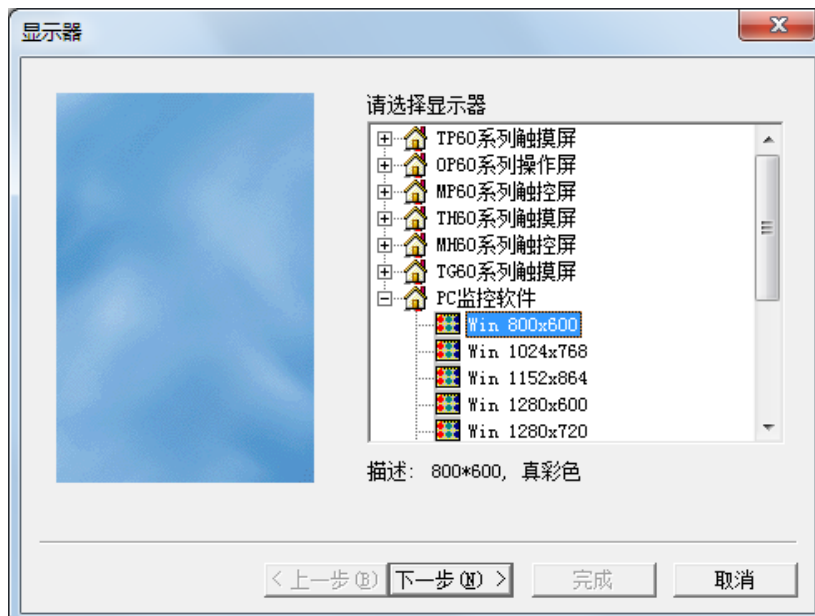 显示器
请选择显示器
TP60系列触摸屏
OP60系列操作屏
MP60系列触控屏
TH60系列触摸屏
MH60系列触控屏
TG60系列触摸屏
PC监控软件
Win 800x600
Win 1024x768
Win 1152x864
Win 1280x600
Win 1280x720
描述: 800*600, 真彩色
< 上一步(B) 下一步(N) > 完成 取消